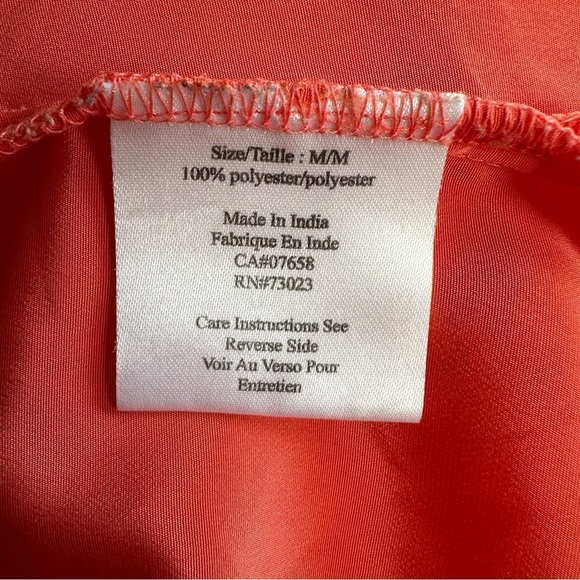 Size/Taille : M/M
100% polyester/polyester
Made In India
Fabrique En Inde
CA#07658
RN#73023
Care Instructions See
Reverse Side
Voir Au Verso Pour
Entretien